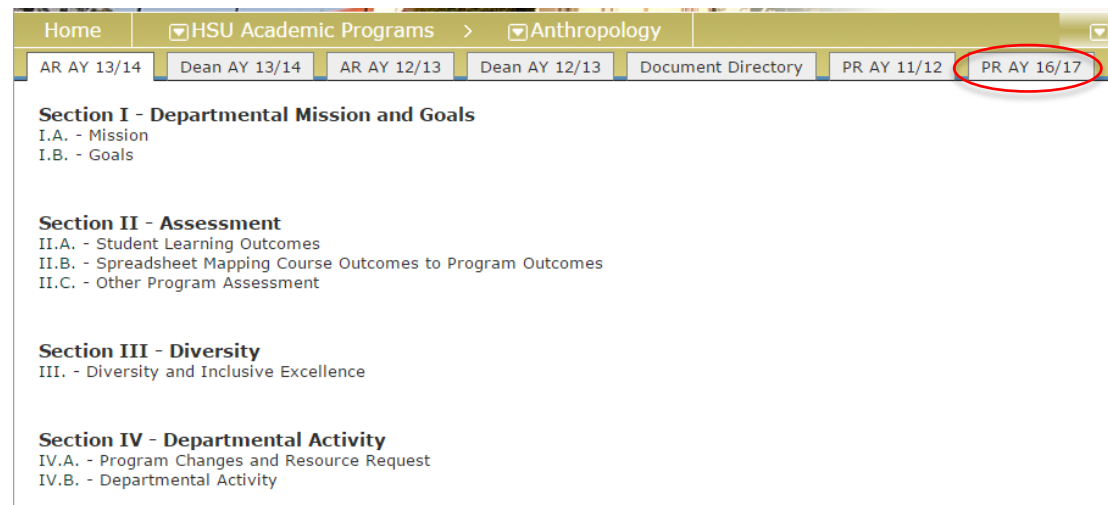 Home HSU Academic Programs > Anthropology
AR AY 13/14 Dean AY 13/14 AR AY 12/13 Dean AY 12/13 Document Directory PR AY 11/12 PR AY 16/17
Section I - Departmental Mission and Goals
I.A. - Mission
I.B. - Goals
Section II - Assessment
II.A. - Student Learning Outcomes
II.B. - Spreadsheet Mapping Course Outcomes to Program Outcomes
II.C. - Other Program Assessment
Section III - Diversity
III. - Diversity and Inclusive Excellence
Section IV - Departmental Activity
IV.A. - Program Changes and Resource Request
IV.B. - Departmental Activity